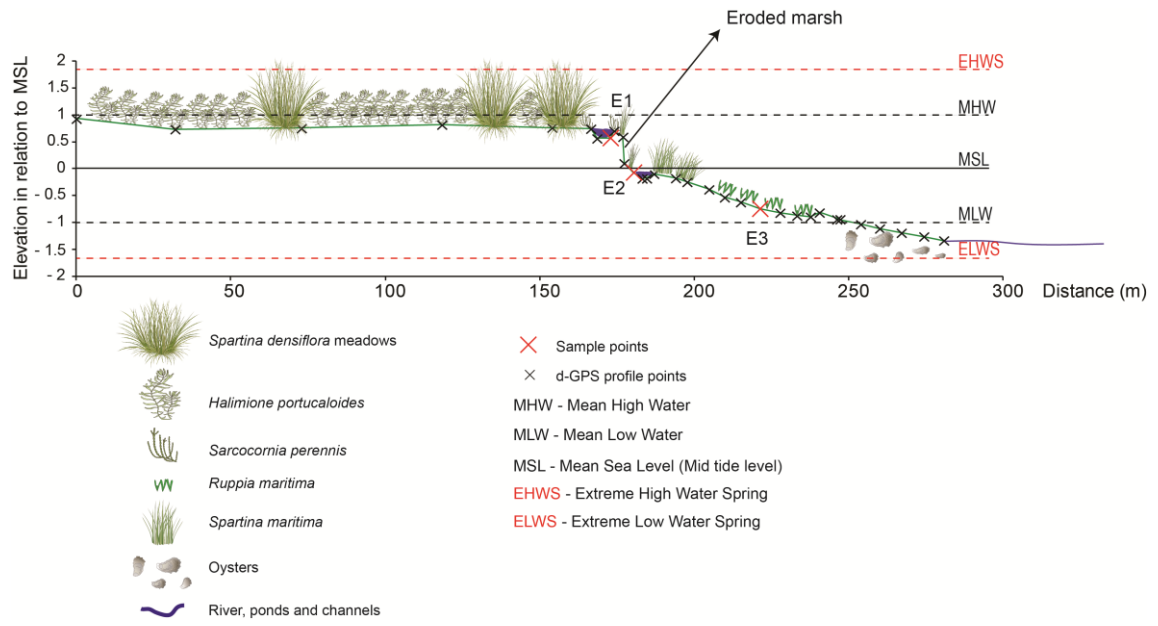 Eroded marsh
Elevation in relation to MSL
2
1.5
1
0.5
0
- 0.5
- 1
- 1.5
- 2
EHWS
MHW
MSL
MLW
ELWS
E1
E2
E3
0 50 100 150 200 250 300 Distance (m)
Spartina densiflora meadows
Halimione portucaloides
Sarcocornia perennis
Ruppia maritima
Spartina maritima
Oysters
River, ponds and channels
Sample points
d-GPS profile points
MHW - Mean High Water
MLW - Mean Low Water
MSL - Mean Sea Level (Mid tide level)
EHWS - Extreme High Water Spring
ELWS - Extreme Low Water Spring